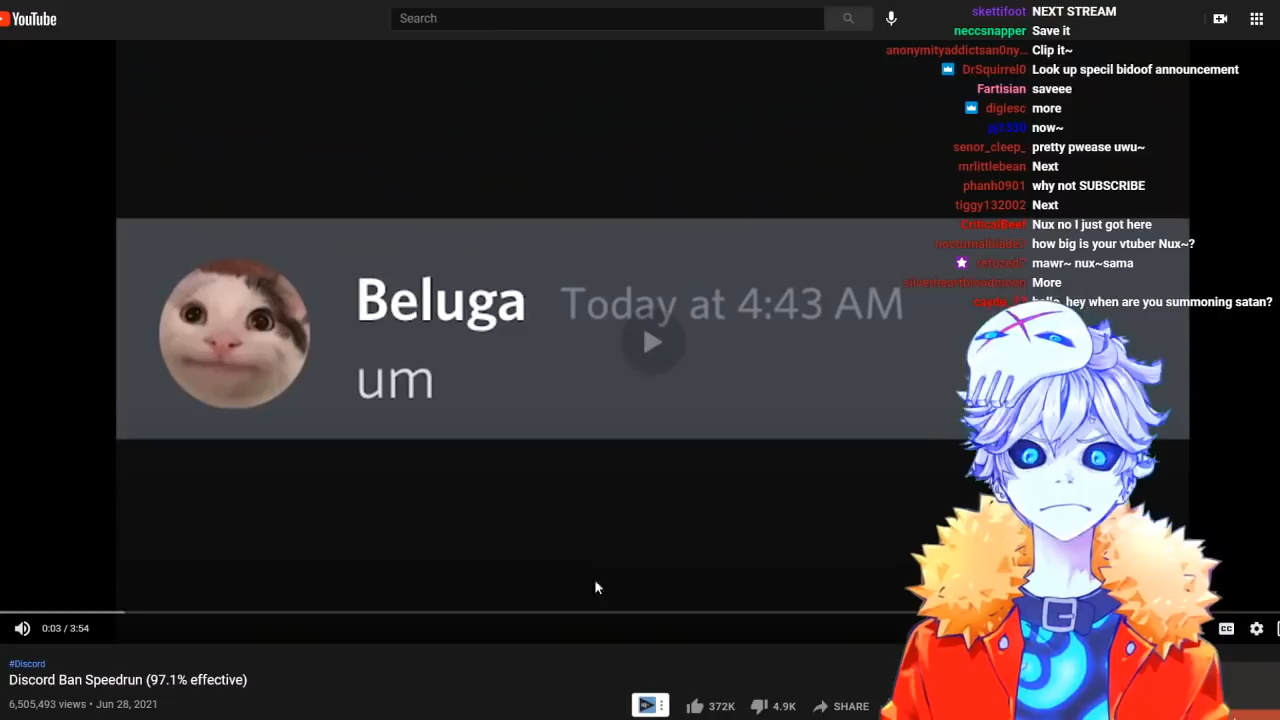 YouTube
Search
skettifoot NEXT STREAM
neccsnapper Save it
anonymityaddictsan0ny... Clip it~
DrSquirrel0 Look up specil bidoof announcement
Fartisian saveee
digiesc more
now~
senor_cleep_ pretty pwease uwu~
mrlittlebean Next
phanh0901 why not SUBSCRIBE
tiggy132002 Next
CriticalBeef Nux no I just got here
how big is your vtuber Nux~?
mawr~ nux~sama
More
hello, hey when are you summoning satan?
Beluga Today at 4:43 AM
um
0:03 / 3:54
CC
#Discord
Discord Ban Speedrun (97.1% effective)
6,505,493 views • Jun 28, 2021
372K
4.9K
SHARE